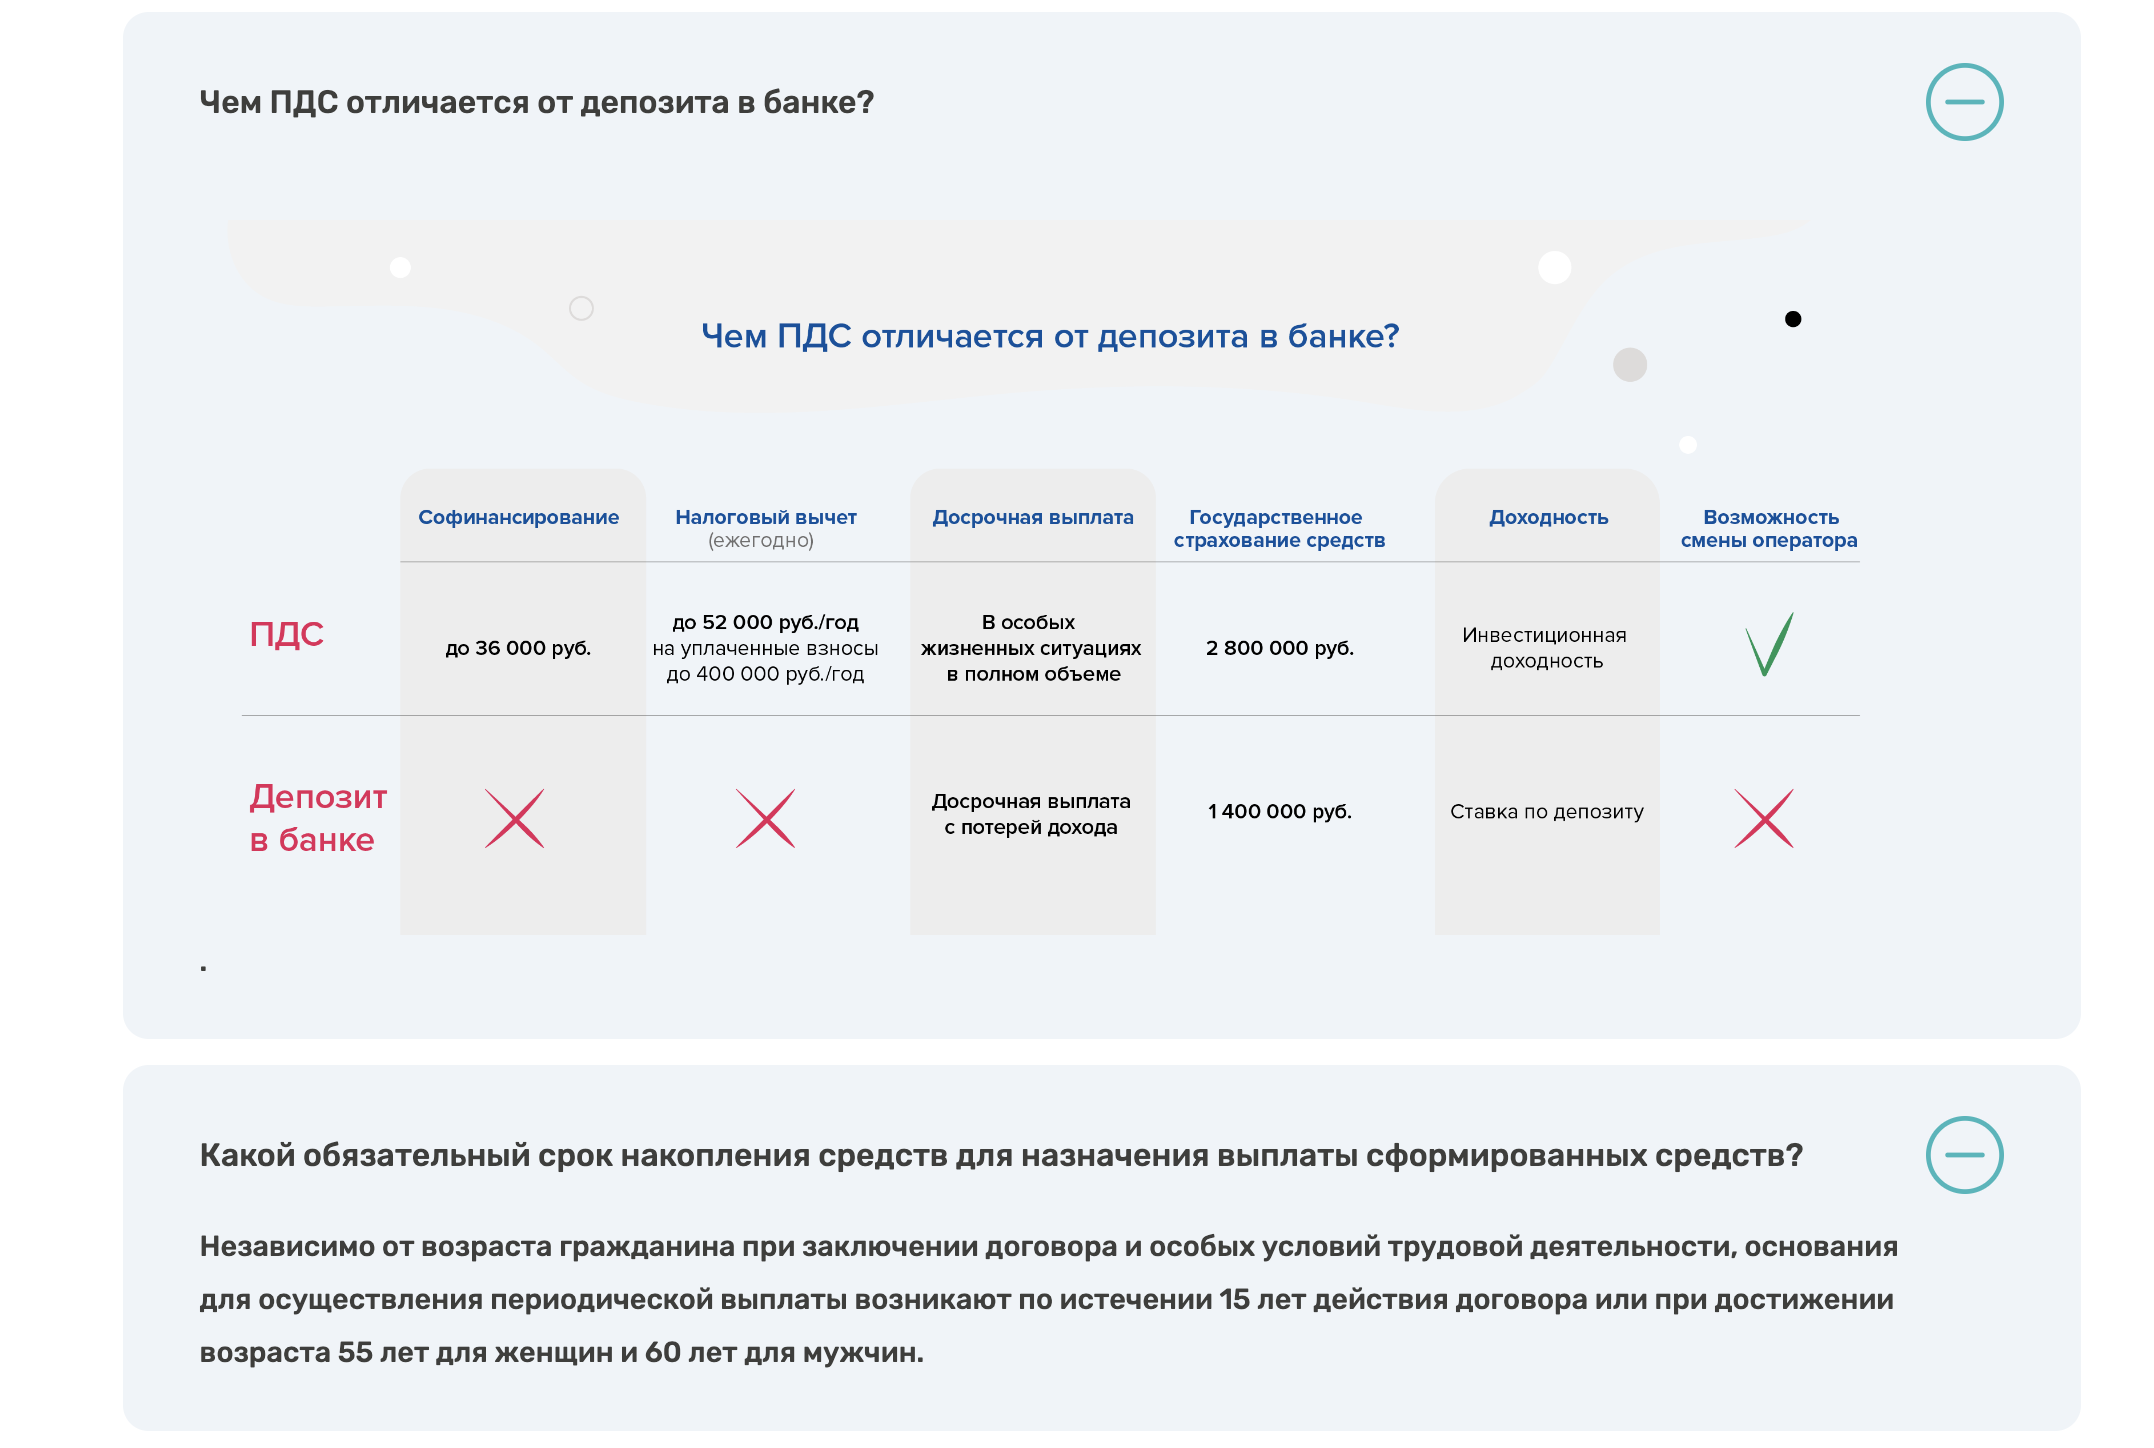 Чем ПДС отличается от депозита в банке?
Чем ПДС отличается от депозита в банке?
Софинансирование
Налоговый вычет
(ежегодно)
Досрочная выплата
Государственное
страхование средств
Доходность
Возможность
смены оператора
ПДС
до 36 000 руб.
до 52 000 руб./год
на уплаченные взносы
до 400 000 руб./год
В особых
жизненных ситуациях
в полном объеме
2 800 000 руб.
Инвестиционная
доходность
Депозит
в банке
Досрочная выплата
с потерей дохода
1 400 000 руб.
Ставка по депозиту
.
Какой обязательный срок накопления средств для назначения выплаты сформированных средств?
Независимо от возраста гражданина при заключении договора и особых условий трудовой деятельности, основания
для осуществления периодической выплаты возникают по истечении 15 лет действия договора или при достижении
возраста 55 лет для женщин и 60 лет для мужчин.